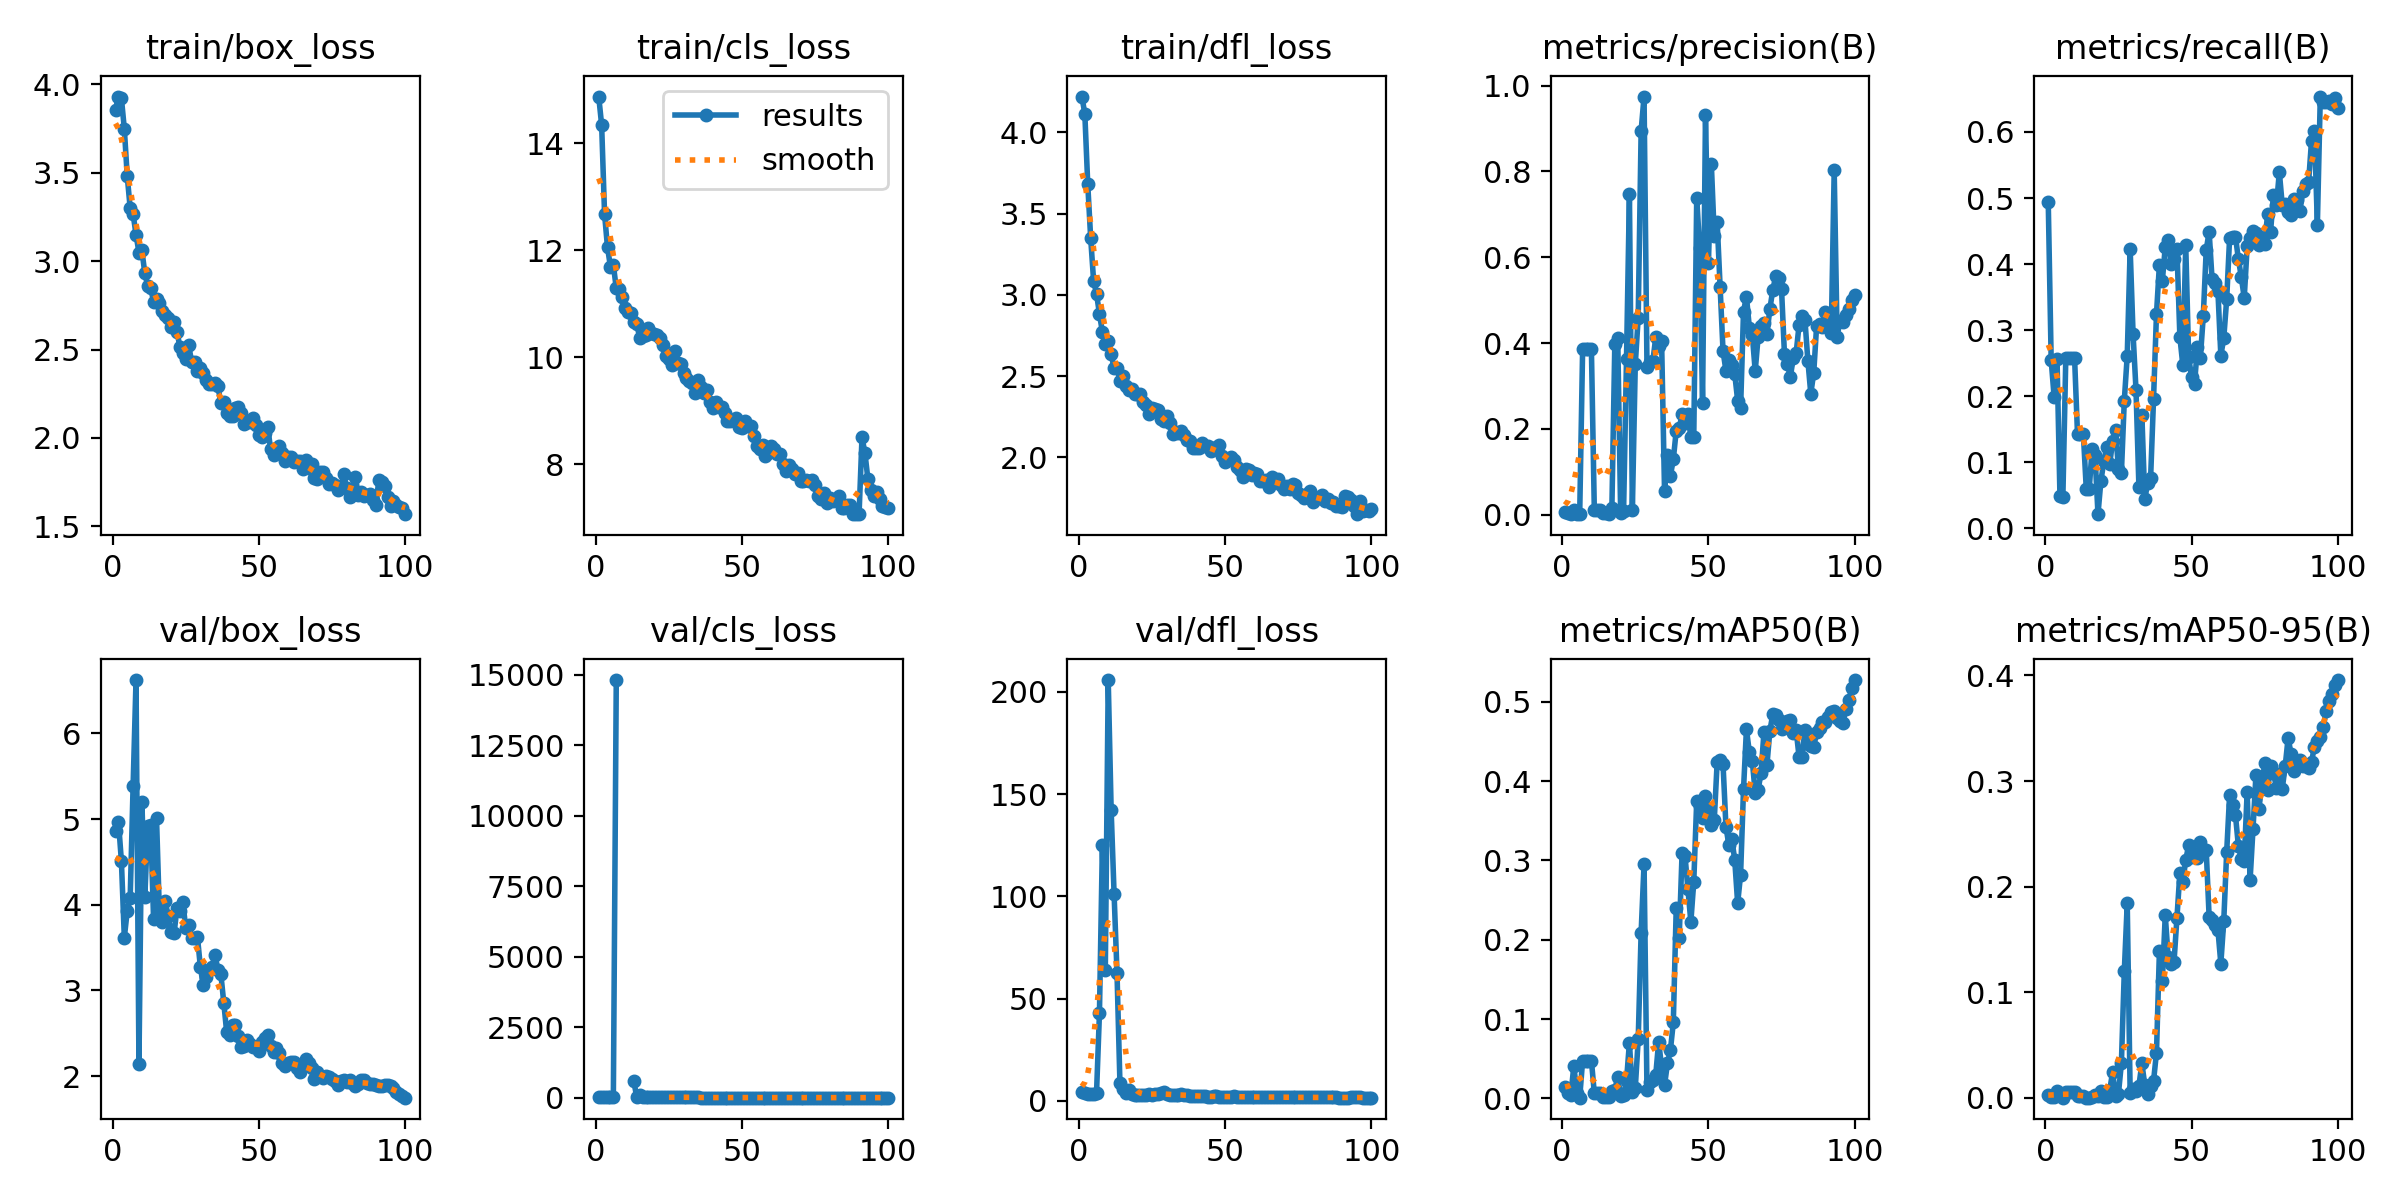 train/box_loss
4.0
3.5
3.0
2.5
2.0
1.5
0 50 100
train/cls_loss
results
smooth
14
12
10
8
0 50 100
train/dfl_loss
4.0
3.5
3.0
2.5
2.0
0 50 100
metrics/precision(B)
1.0
0.8
0.6
0.4
0.2
0.0
0 50 100
metrics/recall(B)
0.6
0.5
0.4
0.3
0.2
0.1
0.0
0 50 100
val/box_loss
6
5
4
3
2
0 50 100
val/cls_loss
15000
12500
10000
7500
5000
2500
0
0 50 100
val/dfl_loss
200
150
100
50
0
0 50 100
metrics/mAP50(B)
0.5
0.4
0.3
0.2
0.1
0.0
0 50 100
metrics/mAP50-95(B)
0.4
0.3
0.2
0.1
0.0
0 50 100